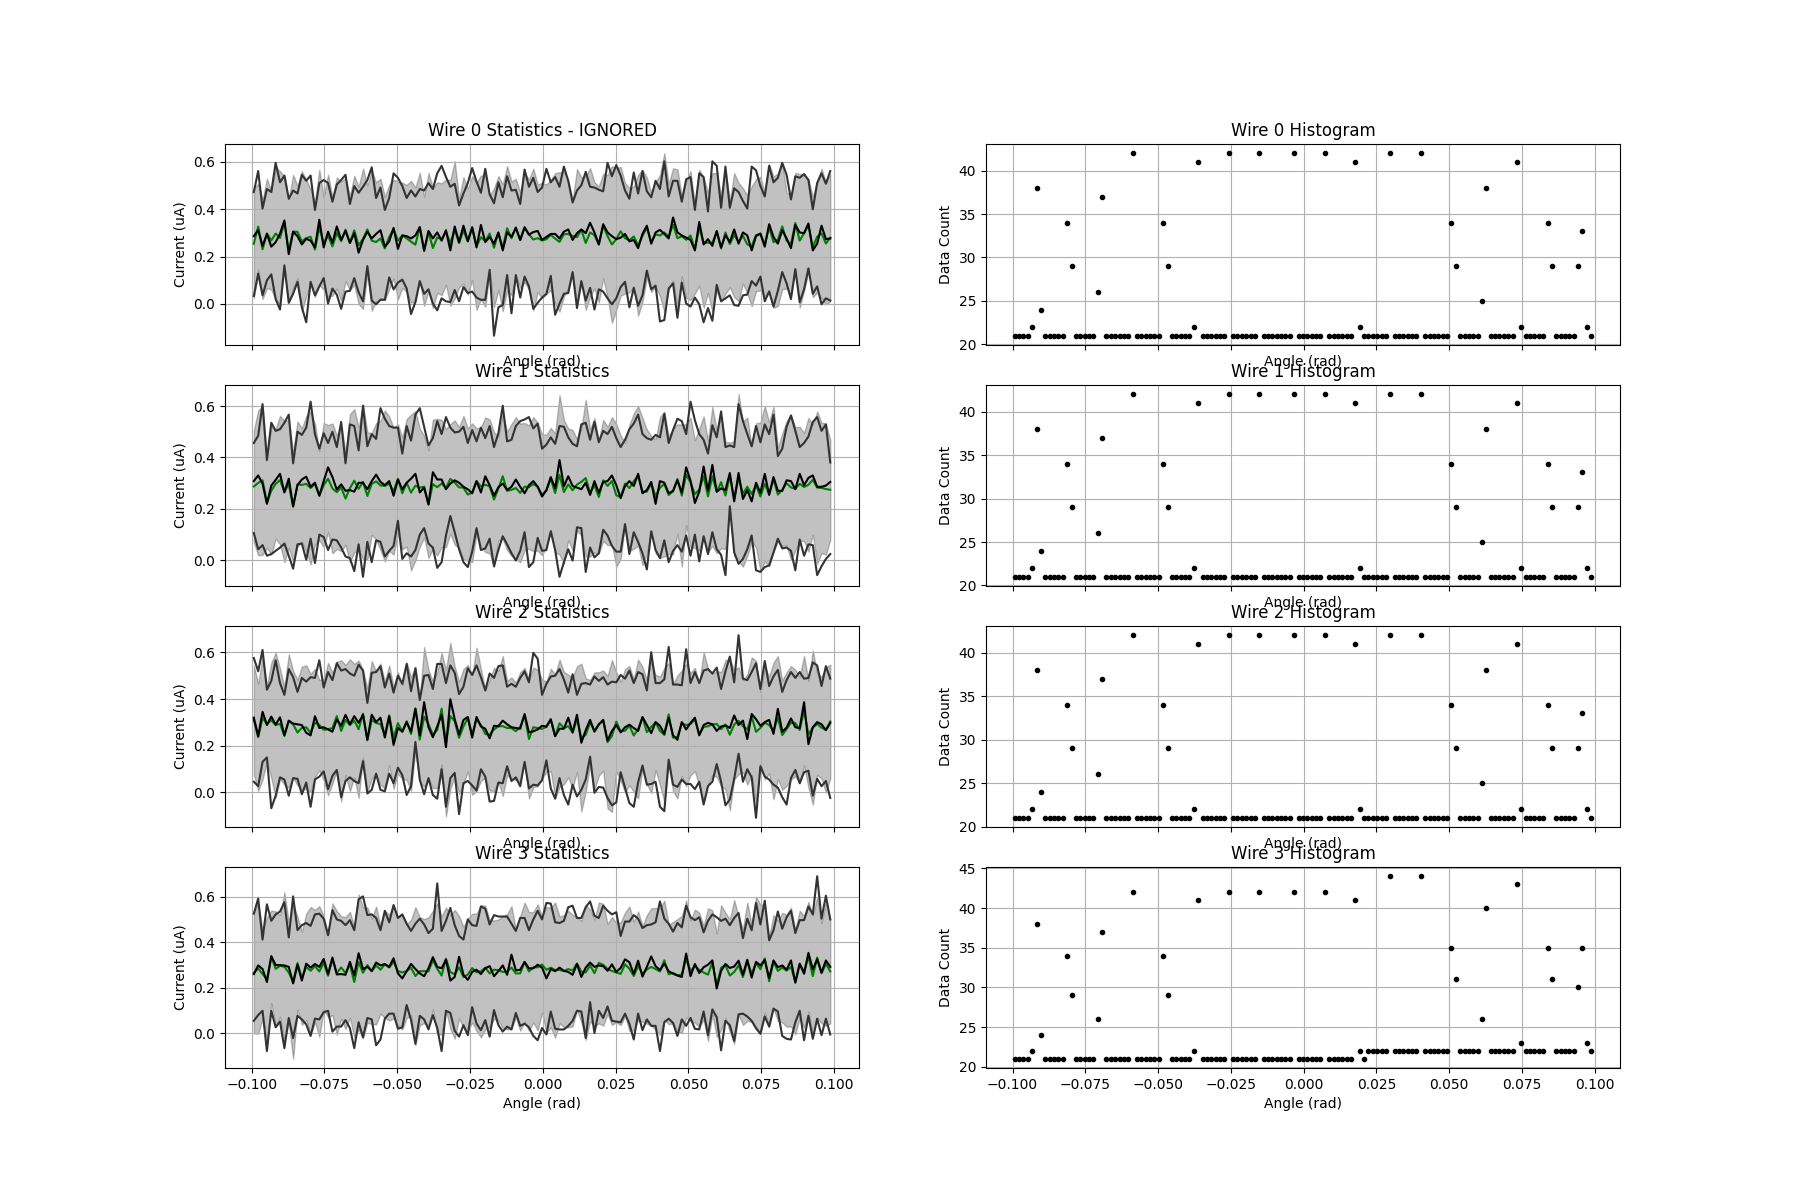 Wire 0 Statistics - IGNORED
Current (uA)
0.6
0.4
0.2
0.0
Angle (rad)
Wire 0 Histogram
Data Count
40
35
30
25
20
Angle (rad)
Wire 1 Statistics
Current (uA)
0.6
0.4
0.2
0.0
Angle (rad)
Wire 1 Histogram
Data Count
40
35
30
25
20
Angle (rad)
Wire 2 Statistics
Current (uA)
0.6
0.4
0.2
0.0
Angle (rad)
Wire 2 Histogram
Data Count
40
35
30
25
20
Angle (rad)
Wire 3 Statistics
Current (uA)
0.6
0.4
0.2
0.0
−0.100 −0.075 −0.050 −0.025 0.000 0.025 0.050 0.075 0.100
Angle (rad)
Wire 3 Histogram
Data Count
45
40
35
30
25
20
−0.100 −0.075 −0.050 −0.025 0.000 0.025 0.050 0.075 0.100
Angle (rad)